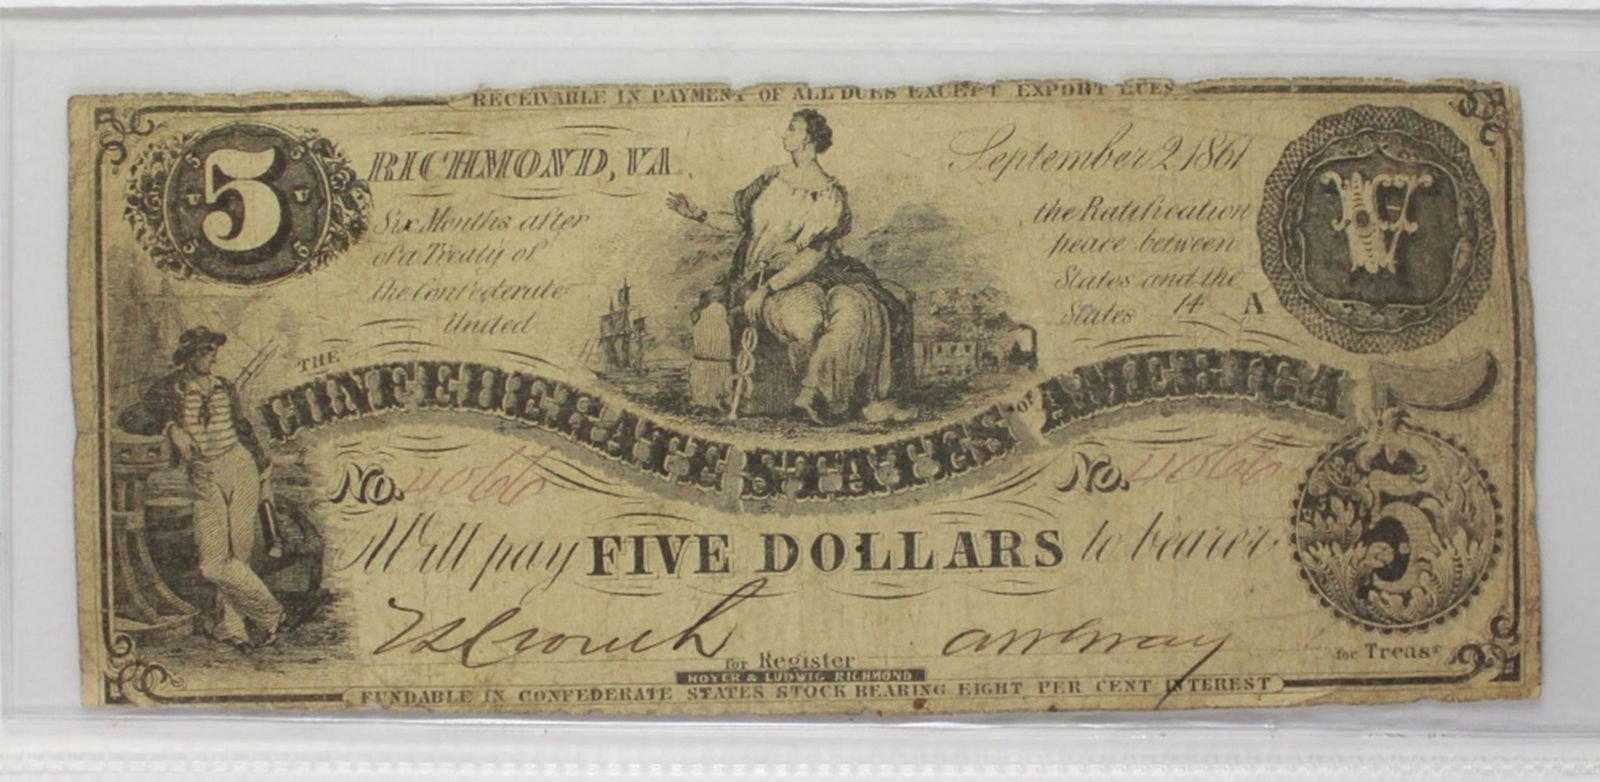 RECEIVABLE IN PAYMENT OF ALL DUES EXCEPT EXPORT DUES
5
RICHMOND, VA.
September 2, 1861
V
Six Months after
the Ratification
of a Treaty of
peace between
the Confederate
States and the
United
States 14 A
THE
CONFEDERATE STATES OF AMERICA
No. 4066
No. 4066
5
Will pay FIVE DOLLARS to bearer
for Register
for Treasr
HOYER & LUDWIG RICHMOND
FUNDABLE IN CONFEDERATE STATES STOCK BEARING EIGHT PER CENT INTEREST